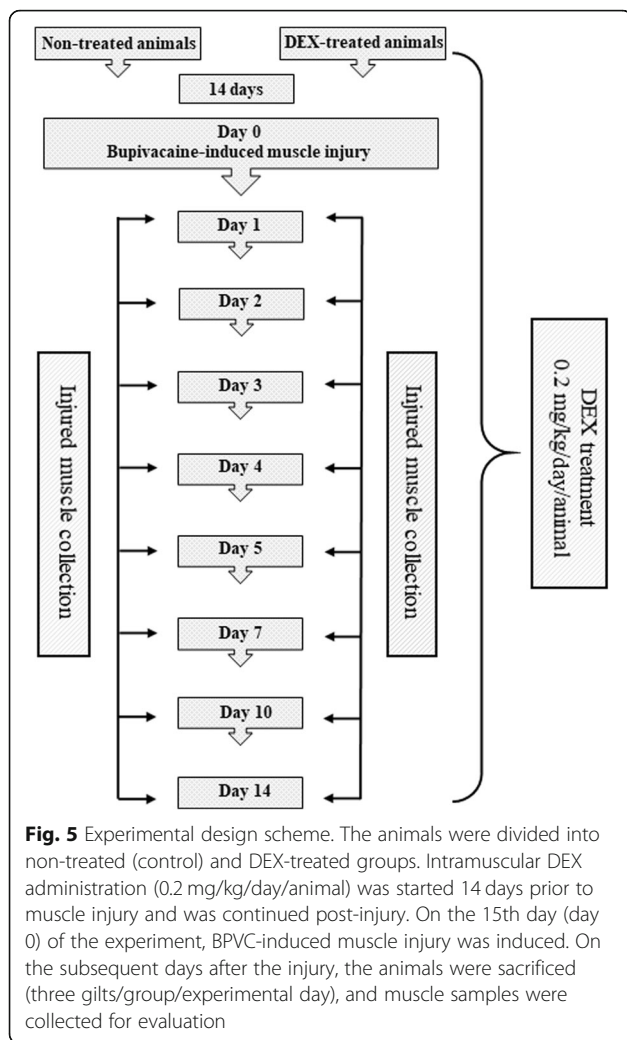 Non-treated animals
DEX-treated animals
14 days
Day 0
Bupivacaine-induced muscle injury
Day 1
Day 2
Day 3
Day 4
Day 5
Day 7
Day 10
Day 14
Injured muscle collection
Injured muscle collection
DEX treatment
0.2 mg/kg/day/animal
Fig. 5 Experimental design scheme. The animals were divided into
non-treated (control) and DEX-treated groups. Intramuscular DEX
administration (0.2 mg/kg/day/animal) was started 14 days prior to
muscle injury and was continued post-injury. On the 15th day (day
0) of the experiment, BPVC-induced muscle injury was induced. On
the subsequent days after the injury, the animals were sacrificed
(three gilts/group/experimental day), and muscle samples were
collected for evaluation